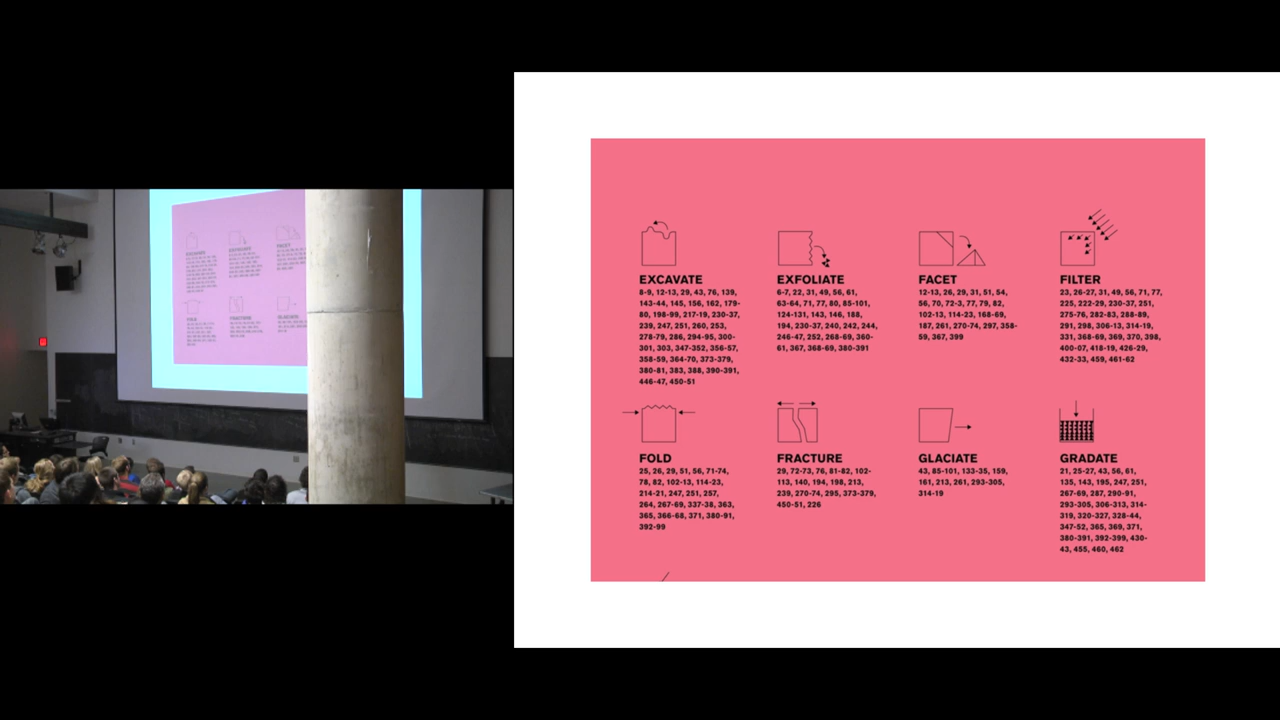 EXCAVATE
8-9, 12-13, 29, 43, 76, 139,
143-44, 145, 156, 162, 179-
80, 198-99, 217-19, 230-37,
239, 247, 251, 260, 253,
278-79, 286, 294-95, 300-
301, 303, 347-352, 356-57,
358-59, 364-70, 373-379,
380-81, 383, 388, 390-391,
446-47, 450-51
EXFOLIATE
6-7, 22, 31, 49, 56, 61,
63-64, 71, 77, 80, 85-101,
124-131, 143, 146, 188,
194, 230-37, 240, 242, 244,
246-47, 252, 268-69, 360-
61, 367, 368-69, 380-391
FACET
12-13, 26, 29, 31, 51, 54,
56, 70, 72-3, 77, 79, 82,
102-13, 114-23, 168-69,
187, 261, 270-74, 297, 358-
59, 367, 399
FILTER
23, 26-27, 31, 49, 56, 71, 77,
225, 222-29, 230-37, 251,
275-76, 282-83, 288-89,
291, 298, 306-13, 314-19,
331, 368-69, 369, 370, 398,
400-07, 418-19, 426-29,
432-33, 459, 461-62
FOLD
25, 26, 29, 51, 56, 71-74,
78, 82, 102-13, 114-23,
214-21, 247, 251, 257,
264, 267-69, 337-38, 363,
365, 366-68, 371, 380-91,
392-99
FRACTURE
29, 72-73, 76, 81-82, 102-
113, 140, 194, 198, 213,
239, 270-74, 295, 373-379,
450-51, 226
GLACIATE
43, 85-101, 133-35, 159,
161, 213, 261, 293-305,
314-19
GRADATE
21, 25-27, 43, 56, 61,
135, 143, 195, 247, 251,
267-69, 287, 290-91,
293-305, 306-313, 314-
319, 320-327, 328-44,
347-52, 365, 369, 371,
380-391, 392-399, 430-
43, 455, 460, 462